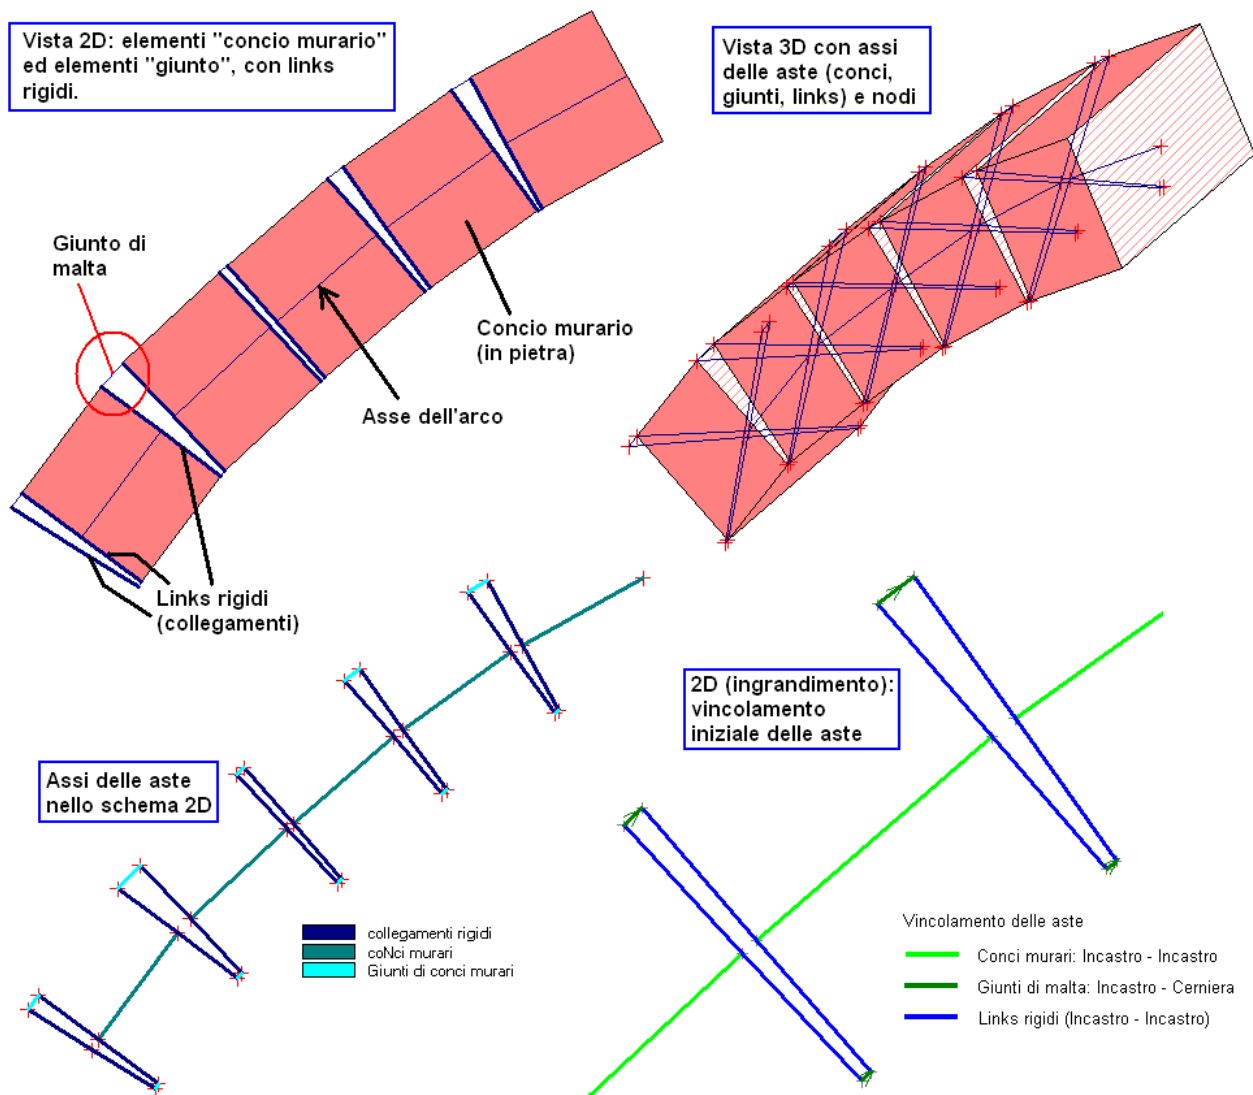 Vista 2D: elementi "concio murario"
ed elementi "giunto", con links
rigidi.
Vista 3D con assi
delle aste (conci,
giunti, links) e nodi
Giunto di
malta
Concio murario
(in pietra)
Asse dell'arco
Links rigidi
(collegamenti)
2D (ingrandimento):
vincolamento
iniziale delle aste
Assi delle aste
nello schema 2D
collegamenti rigidi
coNci murari
Giunti di conci murari
Vincolamento delle aste
Conci murari: Incastro - Incastro
Giunti di malta: Incastro - Cerniera
Links rigidi (Incastro - Incastro)